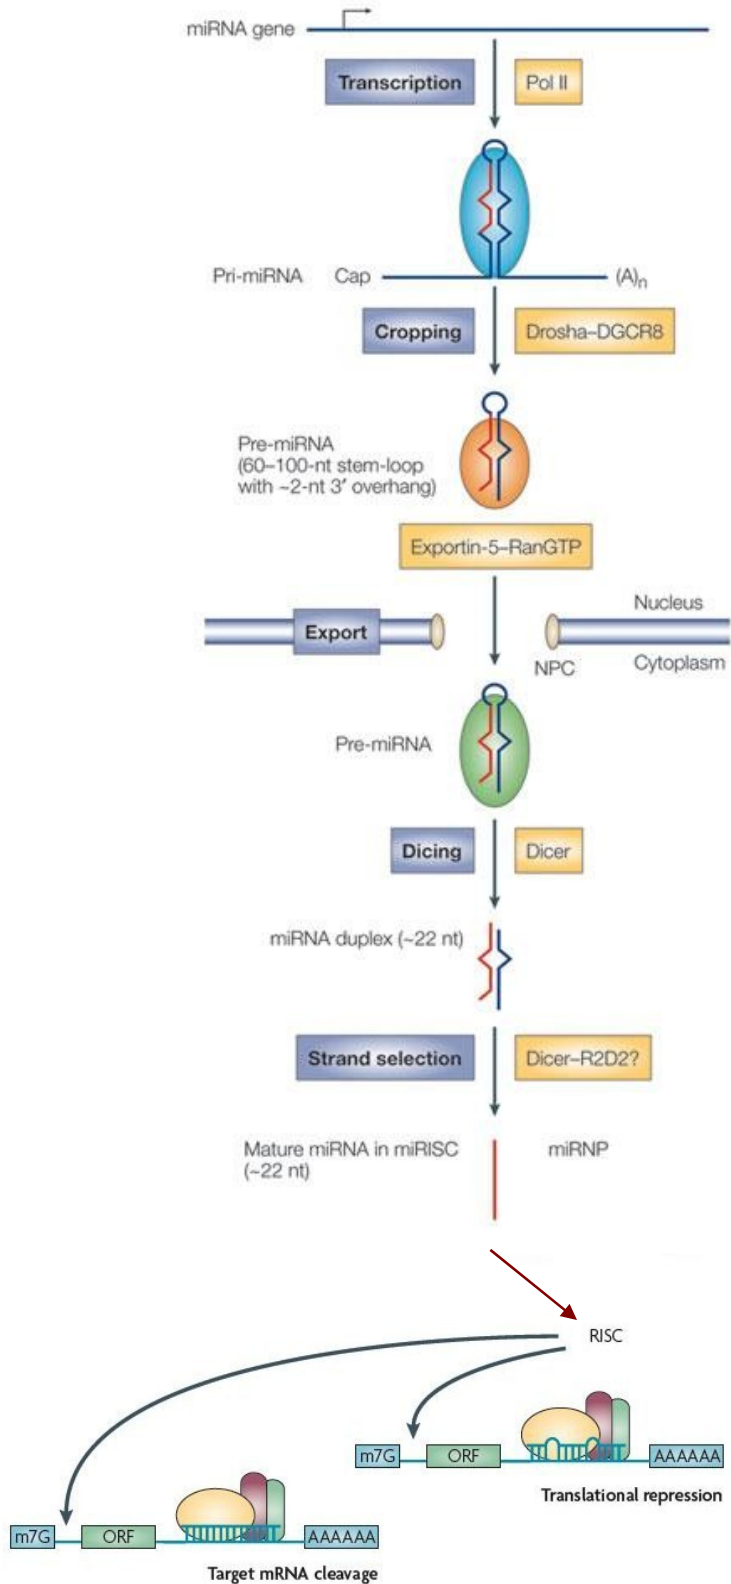 miRNA gene
Transcription
Pol II
Pri-miRNA
Cap
(A)n
Cropping
Drosha–DGCR8
Pre-miRNA
(60–100-nt stem-loop
with ~2-nt 3′ overhang)
Exportin-5–RanGTP
Nucleus
Export
NPC
Cytoplasm
Pre-miRNA
Dicing
Dicer
miRNA duplex (~22 nt)
Strand selection
Dicer–R2D2?
Mature miRNA in miRISC
(~22 nt)
miRNP
RISC
m7G
ORF
AAAAAA
Translational repression
m7G
ORF
AAAAAA
Target mRNA cleavage